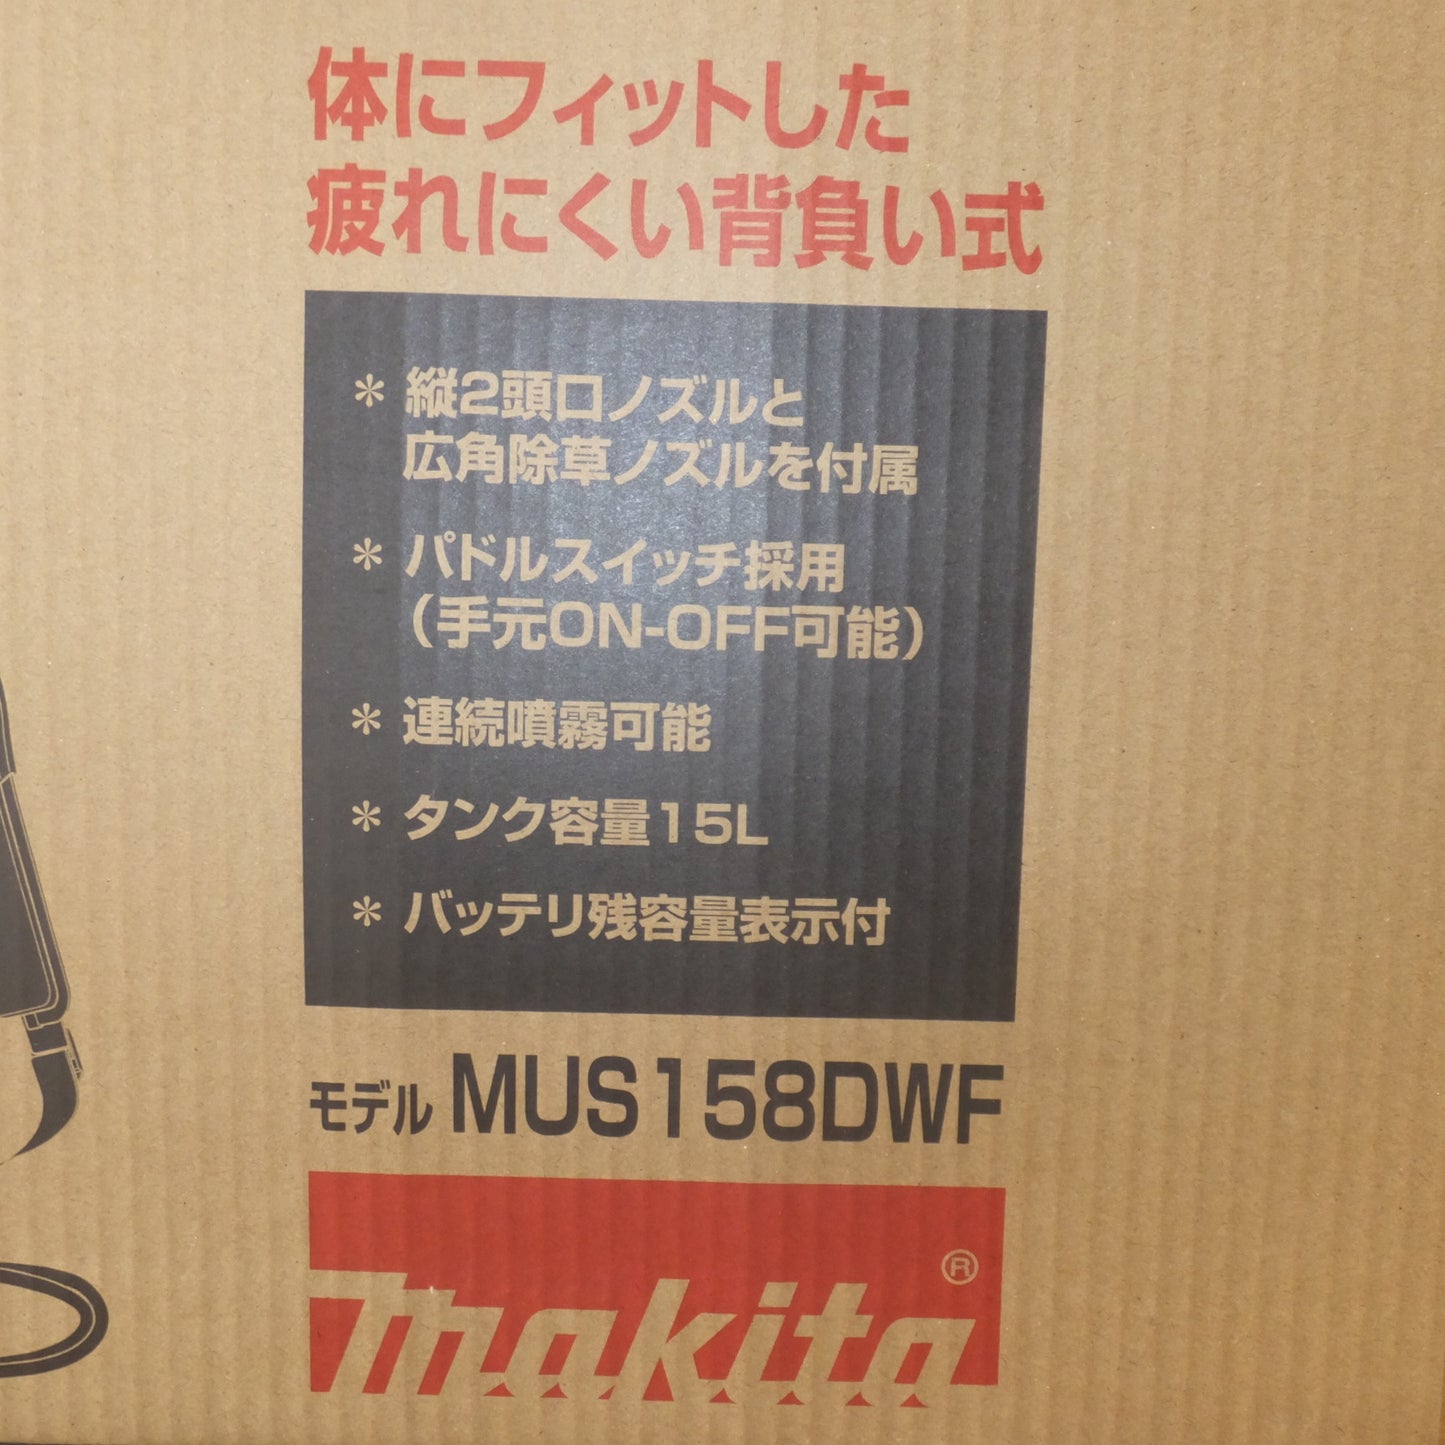 体にフィットした
疲れにくい背負い式
* 縦2頭口ノズルと
広角除草ノズルを付属
* パドルスイッチ採用
(手元ON-OFF可能)
* 連続噴霧可能
* タンク容量15L
* バッテリ残容量表示付
モデル MUS158DWF
makita®